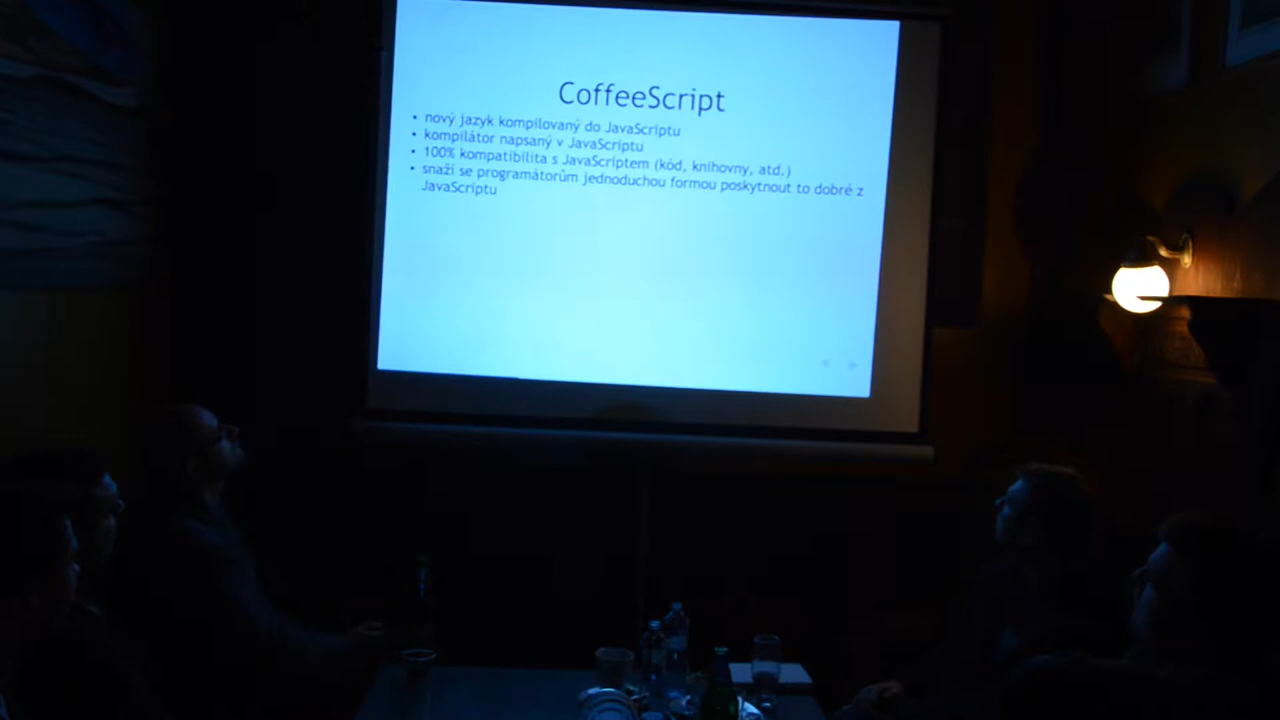 CoffeeScript
• nový jazyk kompilovaný do JavaScriptu
• kompilátor napsaný v JavaScriptu
• 100% kompatibilita s JavaScriptem (kód, knihovny, atd.)
• snaží se programátorům jednoduchou formou poskytnout to dobré z
JavaScriptu